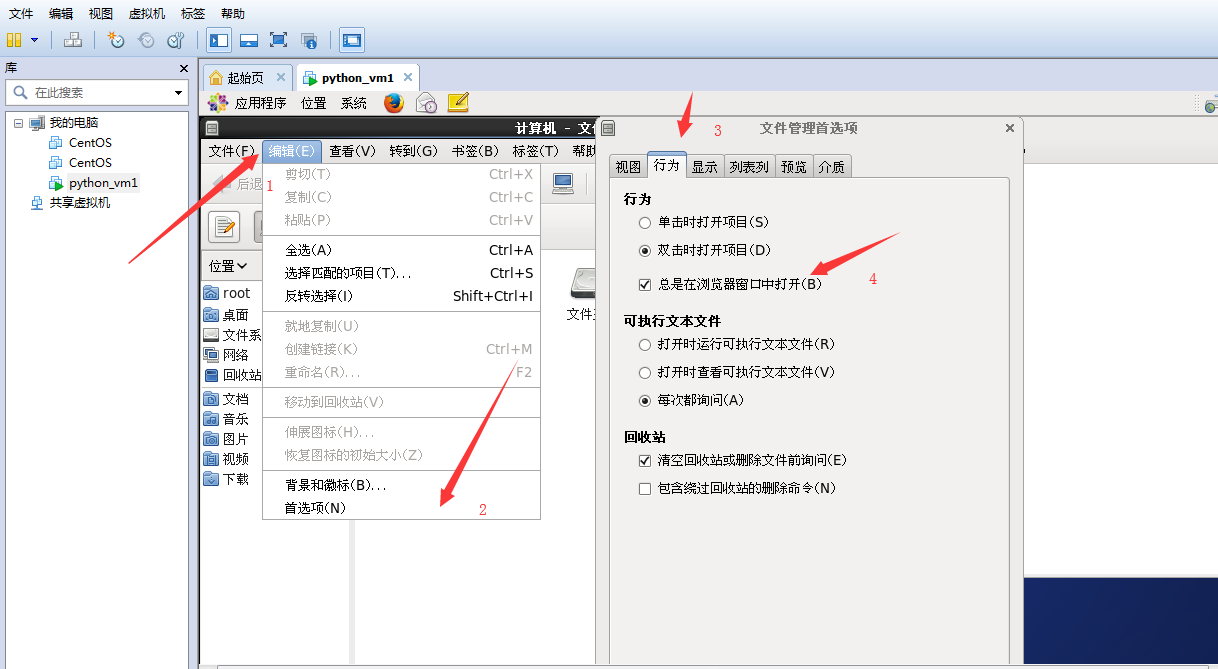 文件 编辑 视图 虚拟机 标签 帮助
库
在此搜索
我的电脑
CentOS
CentOS
python_vm1
共享虚拟机
起始页 python_vm1
应用程序 位置 系统
计算机 - 文
文件(F) 编辑(E) 查看(V) 转到(G) 书签(B) 标签(T) 帮助
1
后退
位置
root
桌面
文件系
网络
回收站
文档
音乐
图片
视频
下载
剪切(T) Ctrl+X
复制(C) Ctrl+C
粘贴(P) Ctrl+V
全选(A) Ctrl+A
选择匹配的项目(T)... Ctrl+S
反转选择(I) Shift+Ctrl+I
就地复制(U)
创建链接(K) Ctrl+M
重命名(R)... F2
移动到回收站(V)
伸展图标(H)...
恢复图标的初始大小(Z)
背景和徽标(B)...
首选项(N)
2
文件
3
文件管理首选项
视图 行为 显示 列表列 预览 介质
行为
单击时打开项目(S)
双击时打开项目(D)
总是在浏览器窗口中打开(B)
4
可执行文本文件
打开时运行可执行文本文件(R)
打开时查看可执行文本文件(V)
每次都询问(A)
回收站
清空回收站或删除文件前询问(E)
包含绕过回收站的删除命令(N)